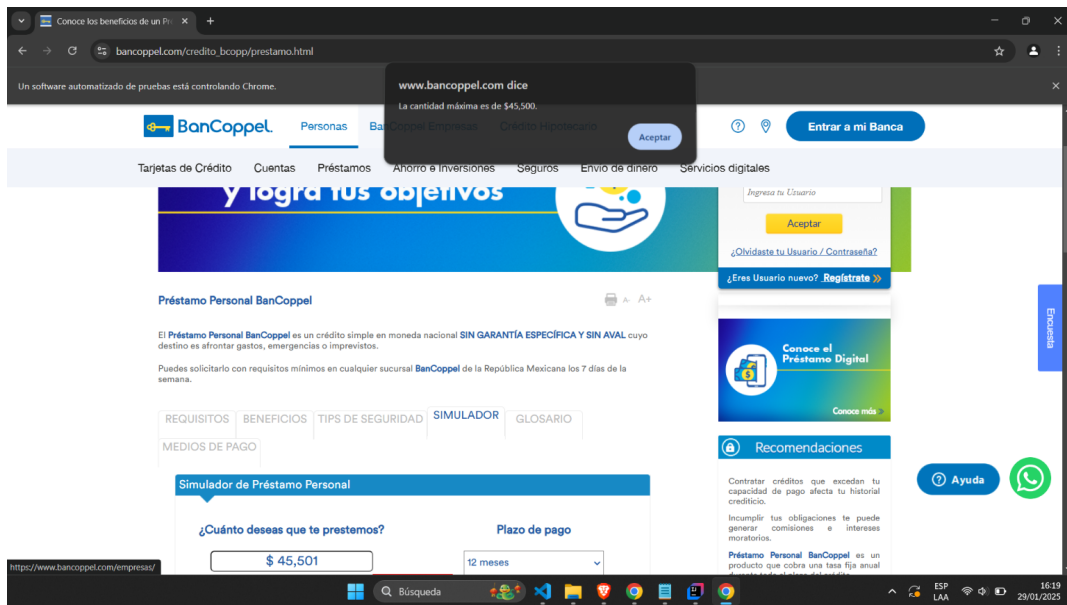 Conoce los beneficios de un Pr
bancoppel.com/credito_bcopp/prestamo.html
Un software automatizado de pruebas está controlando Chrome.
www.bancoppel.com dice
La cantidad máxima es de $45,500.
Aceptar
BanCoppel.
Personas
BanCoppel Empresas
Crédito Hipotecario
Entrar a mi Banca
Tarjetas de Crédito
Cuentas
Préstamos
Ahorro e Inversiones
Seguros
Envío de dinero
Servicios digitales
y logra tus objetivos
Ingresa tu Usuario
Aceptar
¿Olvidaste tu Usuario / Contraseña?
¿Eres Usuario nuevo? Regístrate
Préstamo Personal BanCoppel
A-
A+
El Préstamo Personal BanCoppel es un crédito simple en moneda nacional SIN GARANTÍA ESPECÍFICA Y SIN AVAL cuyo
destino es afrontar gastos, emergencias o imprevistos.
Puedes solicitarlo con requisitos mínimos en cualquier sucursal BanCoppel de la República Mexicana los 7 días de la
semana.
REQUISITOS
BENEFICIOS
TIPS DE SEGURIDAD
SIMULADOR
GLOSARIO
MEDIOS DE PAGO
Simulador de Préstamo Personal
¿Cuánto deseas que te prestemos?
Plazo de pago
$ 45,501
12 meses
Conoce el
Préstamo Digital
Conoce más >
Encuesta
Recomendaciones
Contratar créditos que excedan tu
capacidad de pago afecta tu historial
crediticio.
Incumplir tus obligaciones te puede
generar comisiones e intereses
moratorios.
Préstamo Personal BanCoppel es un
producto que cobra una tasa fija anual
durante todo el plazo del crédito
Ayuda
https://www.bancoppel.com/empresas/
Búsqueda
ESP
LAA
16:19
29/01/2025